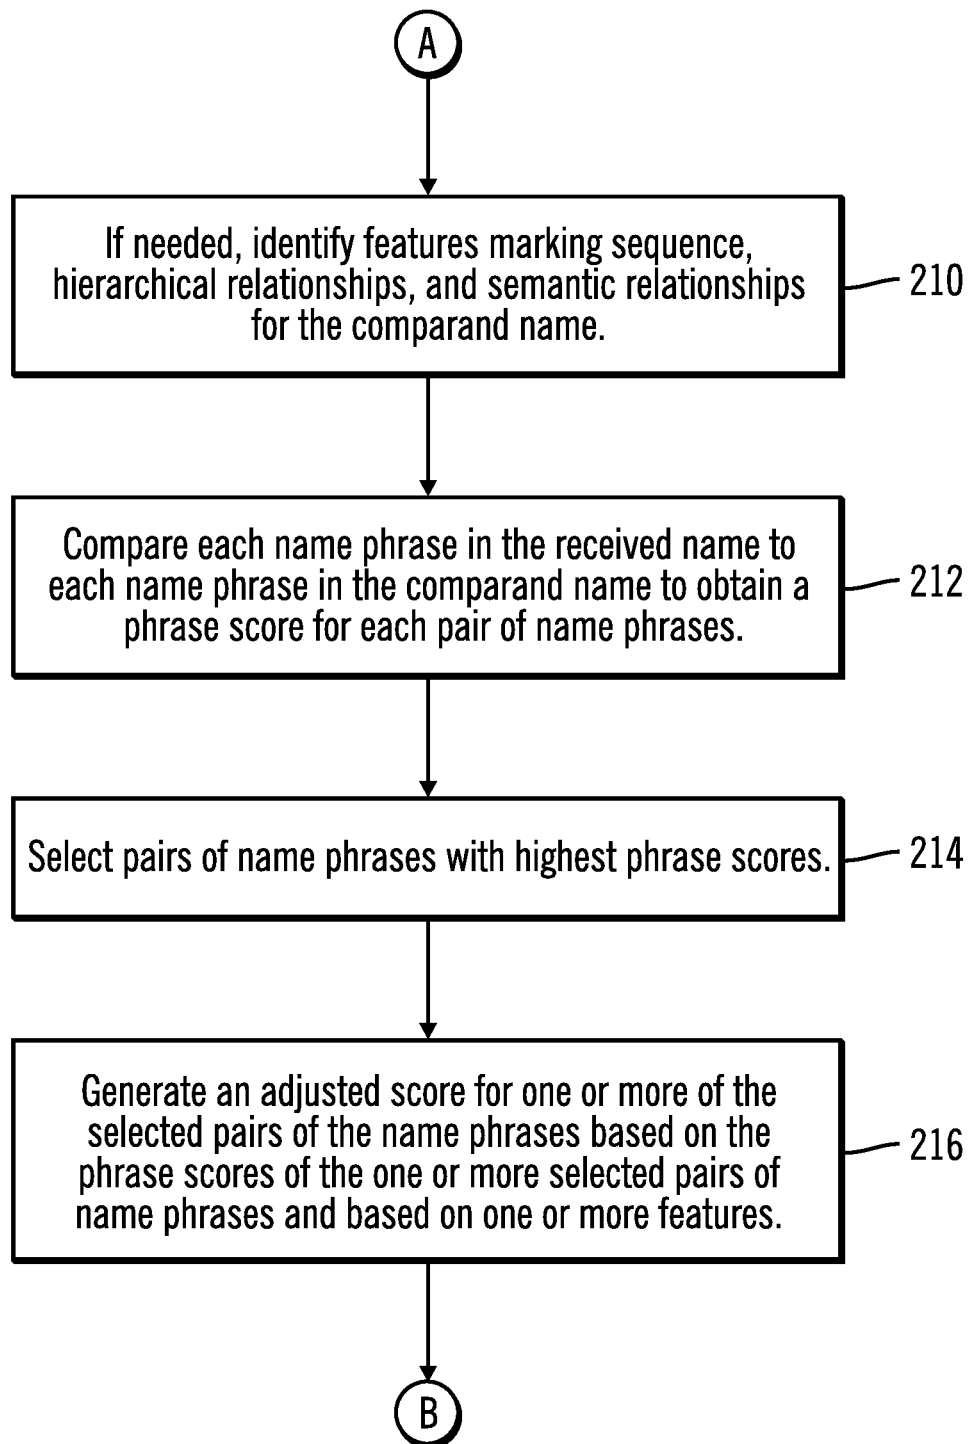 A
If needed, identify features marking sequence,
hierarchical relationships, and semantic relationships
for the comparand name.
210
Compare each name phrase in the received name to
each name phrase in the comparand name to obtain a
phrase score for each pair of name phrases.
212
Select pairs of name phrases with highest phrase scores.
214
Generate an adjusted score for one or more of the
selected pairs of the name phrases based on the
phrase scores of the one or more selected pairs of
name phrases and based on one or more features.
216
B